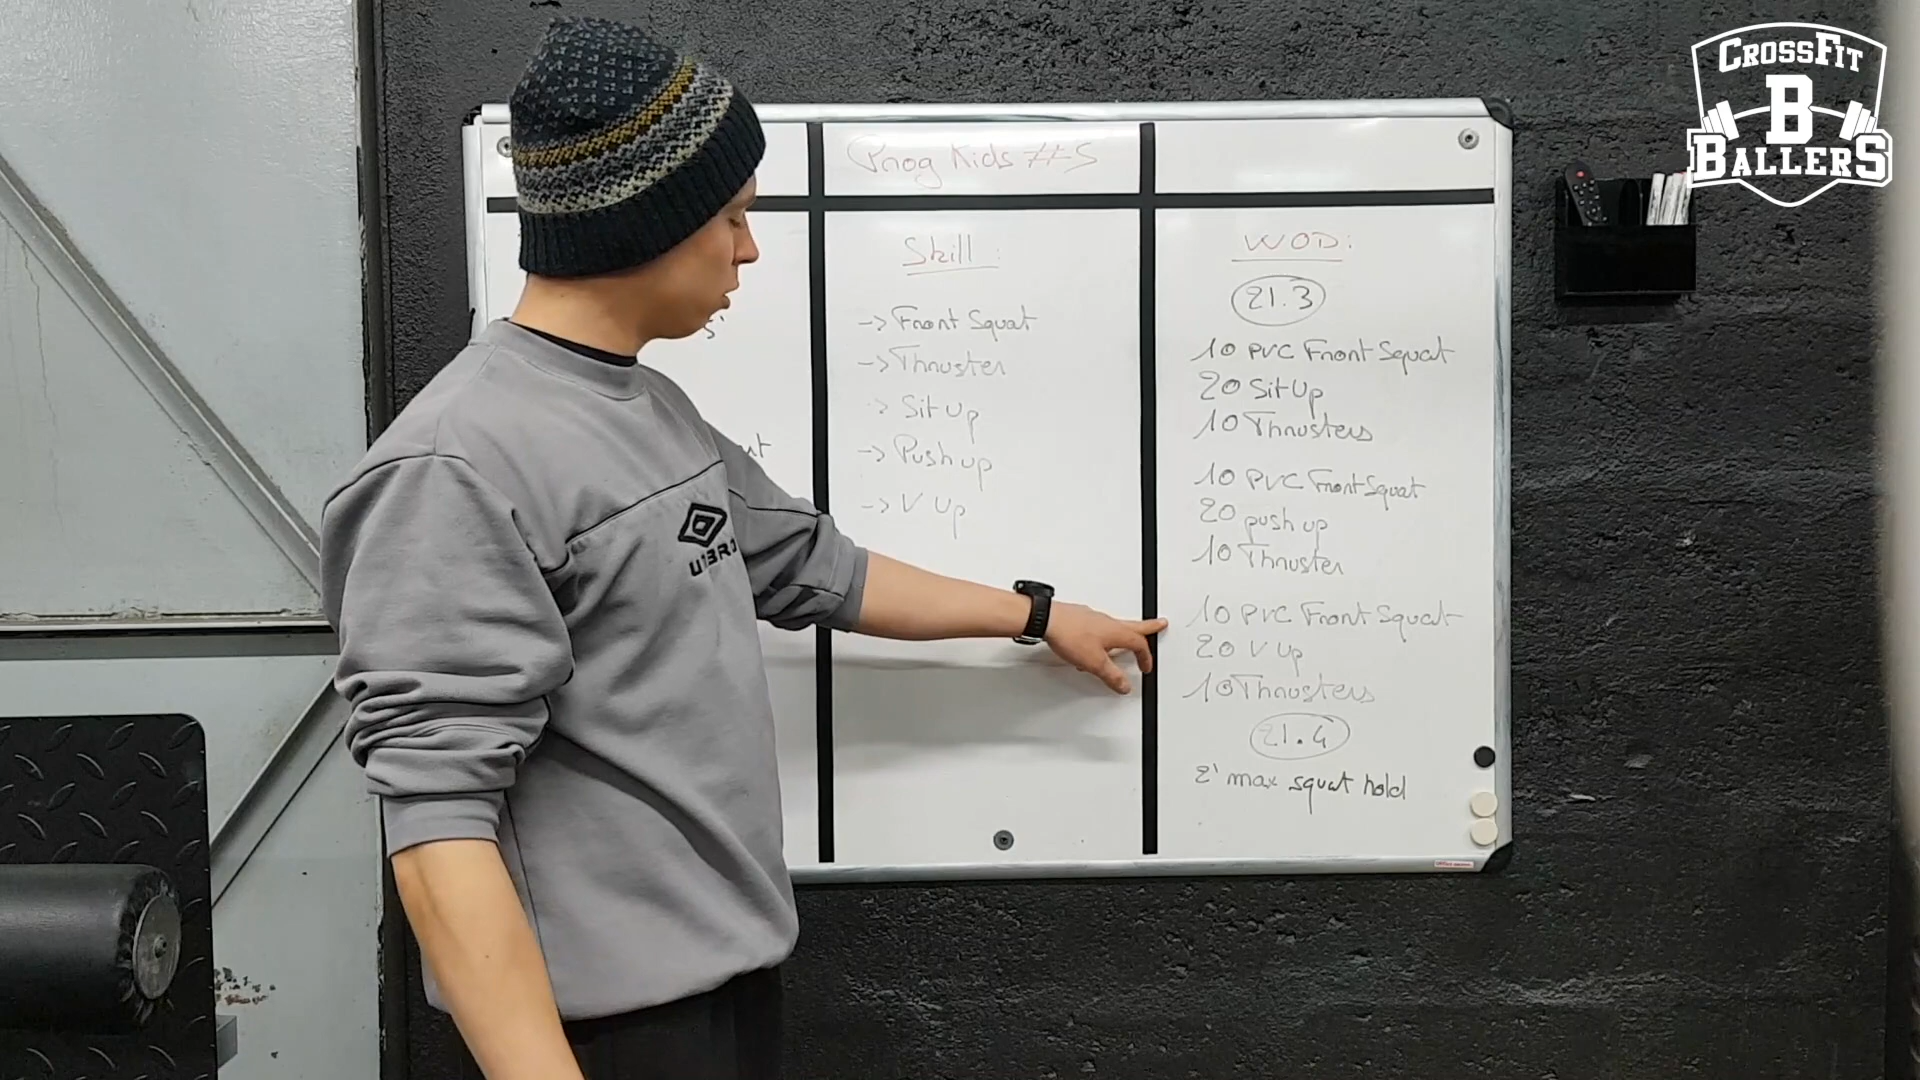 CROSSFIT
B
BALLERS
Prog Kids #5
Skill :
-> Front Squat
-> Thruster
-> Sit Up
-> Push up
-> V Up
WOD :
21.3
10 PVC Front Squat
20 Sit Up
10 Thrusters
10 PVC Front Squat
20 push up
10 Thruster
10 PVC Front Squat
20 V up
10 Thrusters
21.4
2' max squat hold
UMBRO